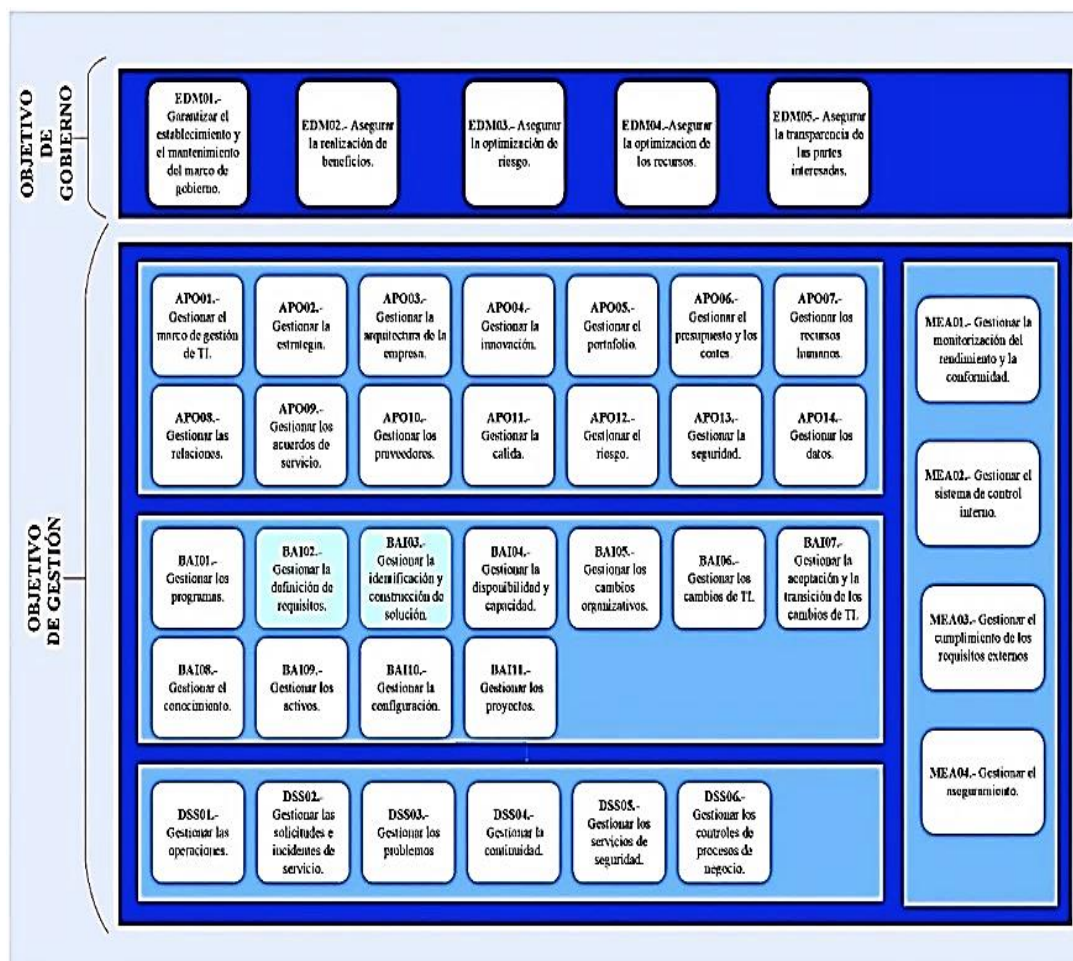 OBJETIVO
DE
GOBIERNO
EDM01.-
Garantizar el
establecimiento y
el mantenimiento
del marco de
gobierno.
EDM02.- Asegurar
la realización de
beneficios.
EDM03.- Asegurar
la optimización de
riesgo.
EDM04.-Asegurar
la optimizacion de
los recursos.
EDM05.- Asegurar
la transparencia de
las partes
interesadas.
OBJETIVO
DE GESTIÓN
APO01.-
Gestionar el
marco de gestión
de TI.
APO02.-
Gestionar la
estrategia.
APO03.-
Gestionar la
arquitectura de la
empresa.
APO04.-
Gestionar la
innovación.
APO05.-
Gestionar el
portafolio.
APO06.-
Gestionar el
presupuesto y los
costes.
APO07.-
Gestionar los
recursos
humanos.
APO08.-
Gestionar las
relaciones.
APO09.-
Gestionar los
acuerdos de
servicio.
APO10.-
Gestionar los
proveedores.
APO11.-
Gestionar la
calida.
APO12.-
Gestionar el
riesgo.
APO13.-
Gestionar la
seguridad.
APO14.-
Gestionar los
datos.
BAI01.-
Gestionar los
programas.
BAI02.-
Gestionar la
definición de
requisitos.
BAI03.-
Gestionar la
identificación y
construcción de
solución.
BAI04.-
Gestionar la
disponibilidad y
capacidad.
BAI05.-
Gestionar los
cambios
organizativos.
BAI06.-
Gestionar los
cambios de TI.
BAI07.-
Gestionar la
aceptación y la
transición de los
cambios de TI.
BAI08.-
Gestionar el
conocimiento.
BAI09.-
Gestionar los
activos.
BAI10.-
Gestionar la
configuración.
BAI11.-
Gestionar los
proyectos.
DSS01.-
Gestionar las
operaciones.
DSS02.-
Gestionar las
solicitudes e
incidentes de
servicio.
DSS03.-
Gestionar los
problemas
DSS04.-
Gestionar la
continuidad.
DSS05.-
Gestionar los
servicios de
seguridad.
DSS06.-
Gestionar los
controles de
procesos de
negocio.
MEA01.- Gestionar la
monitorización del
rendimiento y la
conformidad.
MEA02.- Gestionar el
sistema de control
interno.
MEA03.- Gestionar el
cumplimiento de los
requisitos externos
MEA04.- Gestionar el
aseguramiento.